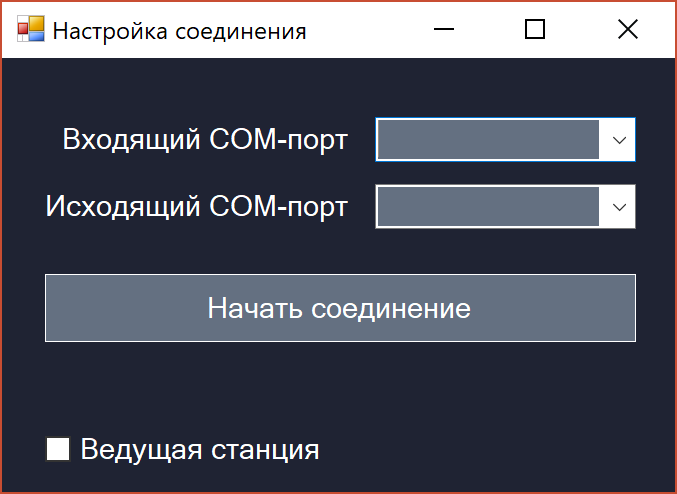 Настройка соединения
Входящий COM-порт
Исходящий COM-порт
Начать соединение
Ведущая станция